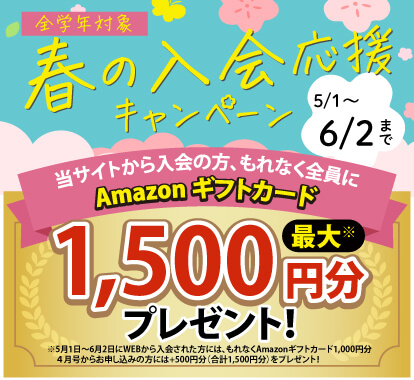 全学年対象
春の入会応援
キャンペーン
5/1〜
6/2まで
当サイトから入会の方、もれなく全員に
Amazon ギフトカード
最大※
1,500円分
プレゼント!
※5月1日〜6月2日にWEBから入会された方には、もれなくAmazonギフトカード1,000円分
4月号からお申し込みの方には+500円分(合計1,500円分)をプレゼント!